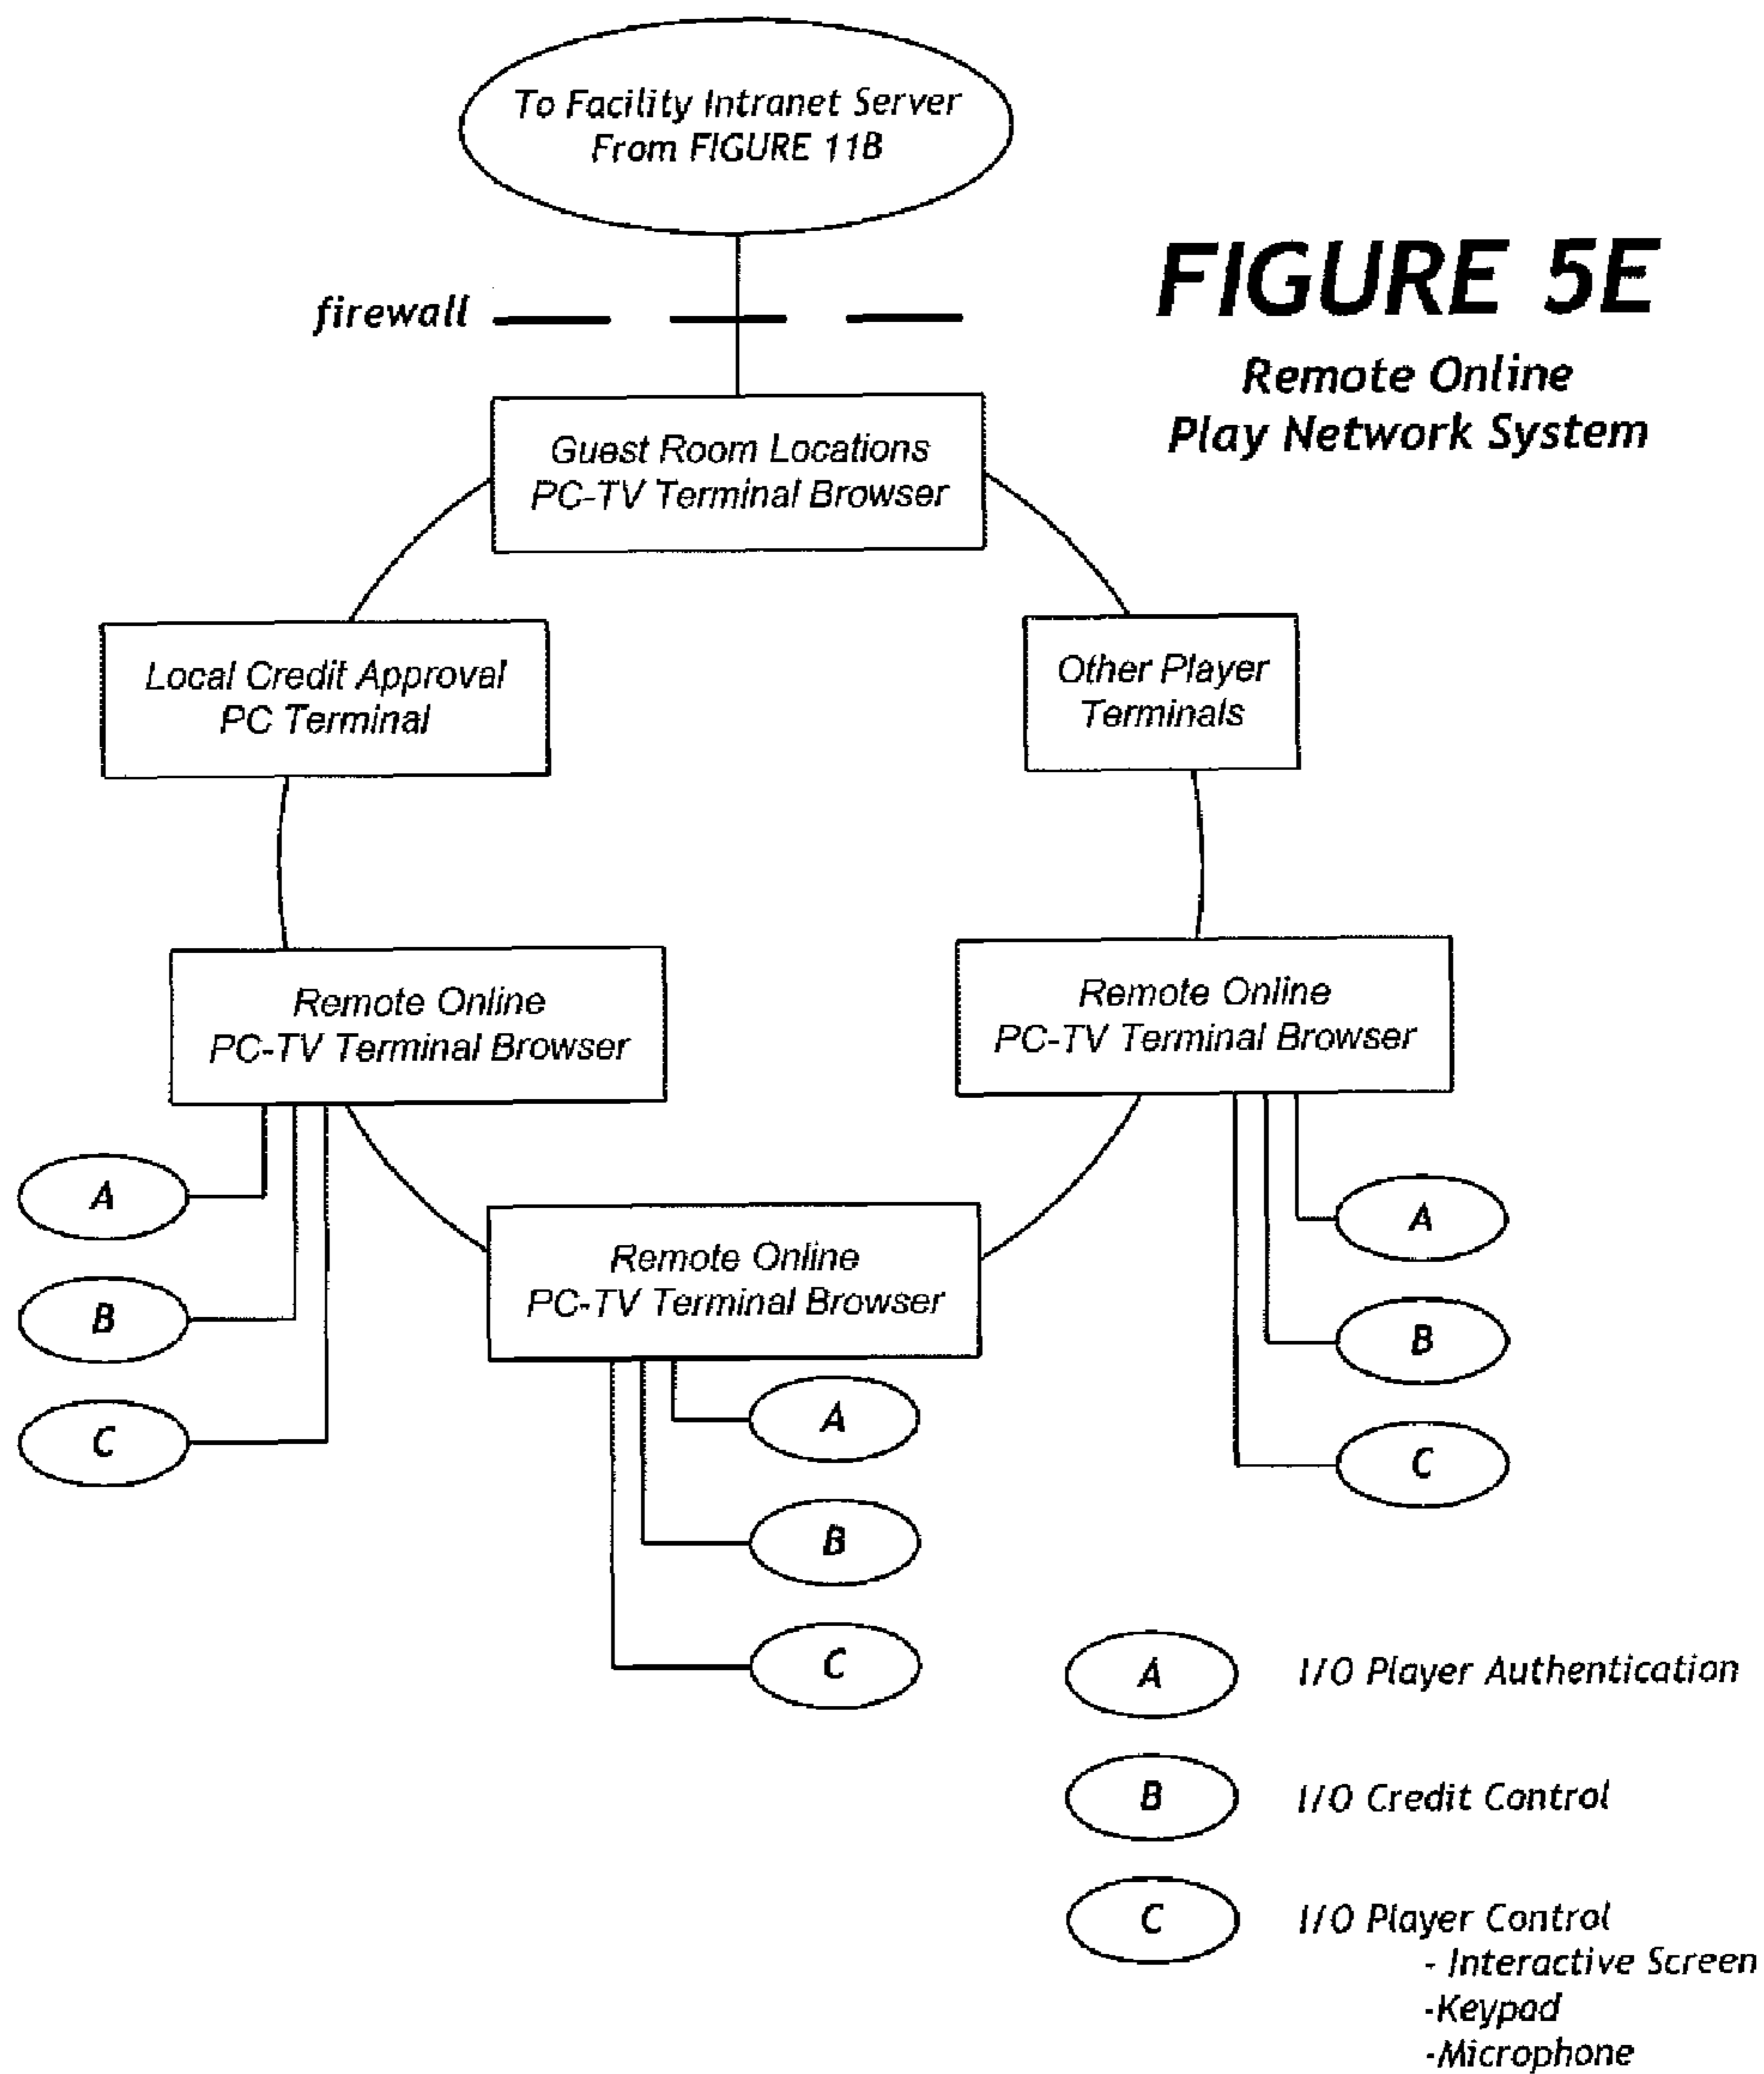 To Facility Intranet Server
From FIGURE 11B
firewall
FIGURE 5E
Remote Online
Play Network System
Guest Room Locations
PC-TV Terminal Browser
Local Credit Approval
PC Terminal
Other Player
Terminals
Remote Online
PC-TV Terminal Browser
Remote Online
PC-TV Terminal Browser
A
B
C
Remote Online
PC-TV Terminal Browser
A
B
C
A
B
C
A I/O Player Authentication
B I/O Credit Control
C I/O Player Control
- Interactive Screen
-Keypad
-Microphone